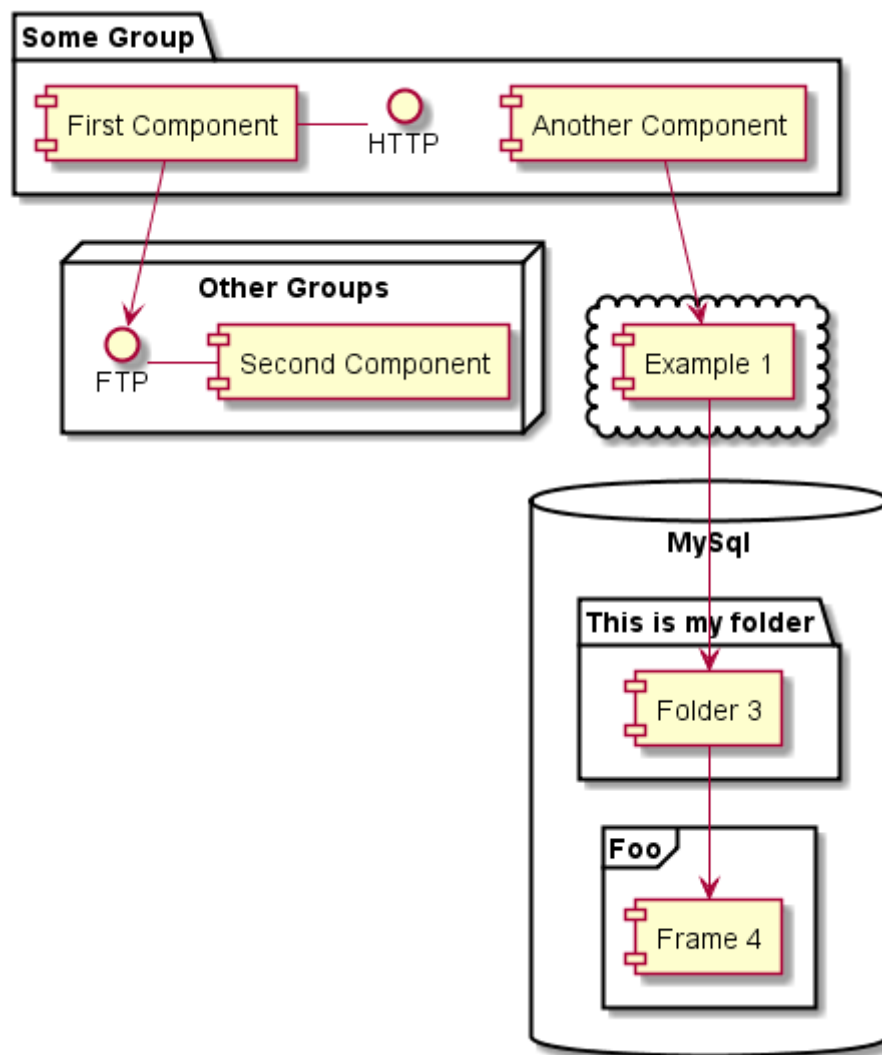 Some Group
First Component
HTTP
Another Component
Other Groups
FTP
Second Component
Example 1
MySql
This is my folder
Folder 3
Foo
Frame 4